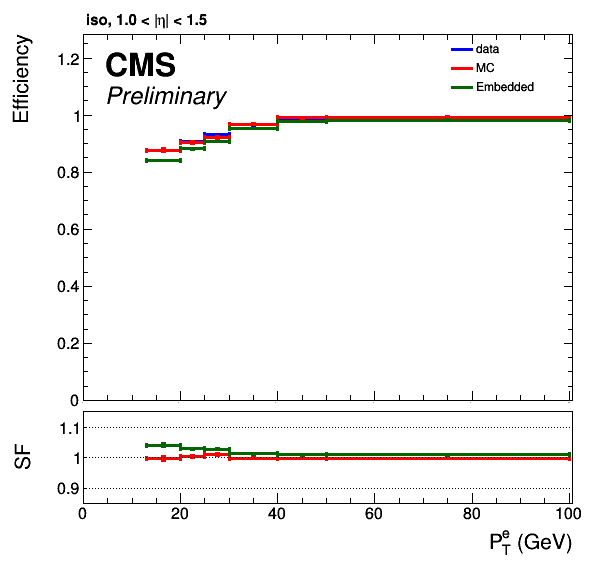 iso, 1.0 < |η| < 1.5
Efficiency
CMS
Preliminary
data
MC
Embedded
1.2
1
0.8
0.6
0.4
0.2
0
SF
1.1
1
0.9
0 20 40 60 80 100
P_T^e (GeV)